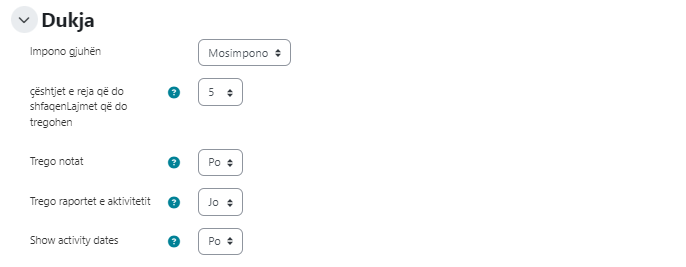 Dukja
Impono gjuhën
Mosimpono
çështjet e reja që do
shfaqenLajmet që do
tregohen
5
Trego notat
Po
Trego raportet e aktivitetit
Jo
Show activity dates
Po